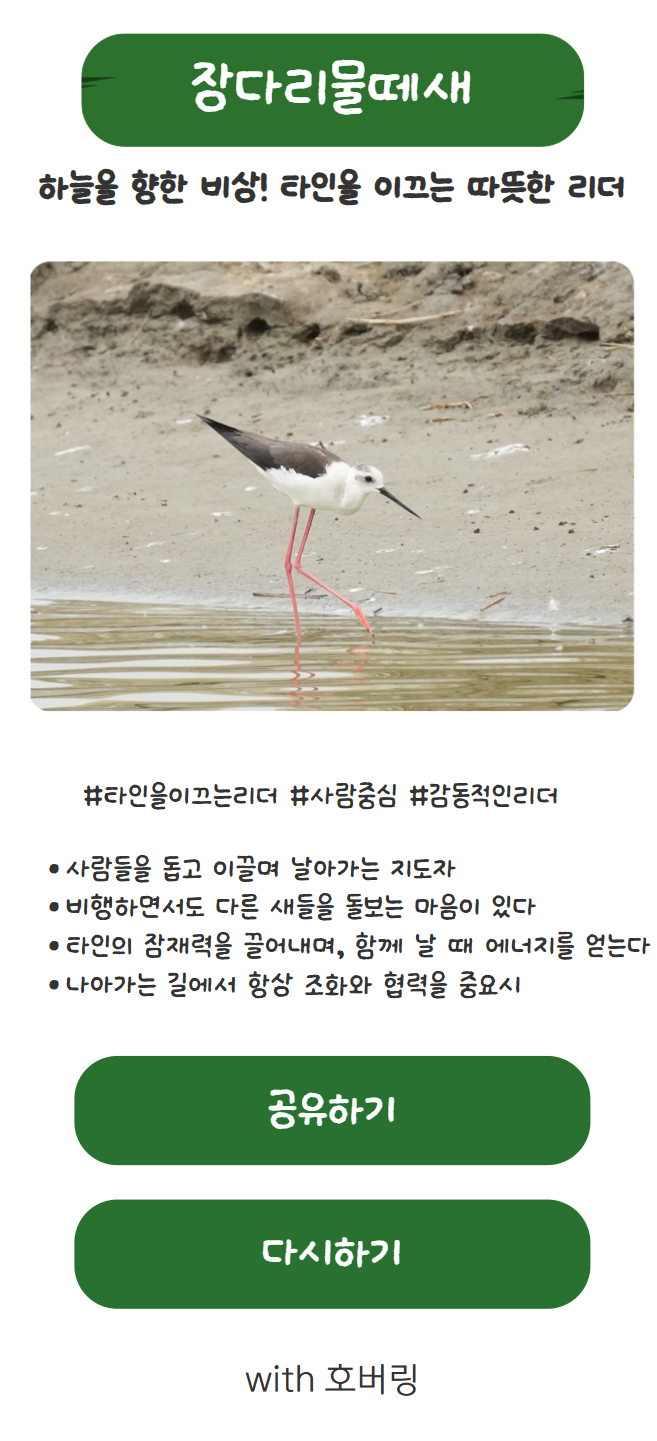 장다리물떼새
하늘을 향한 비상! 타인을 이끄는 따뜻한 리더
#타인을이끄는리더 #사람중심 #감동적인리더
• 사람들을 돕고 이끌며 날아가는 지도자
• 비행하면서도 다른 새들을 돌보는 마음이 있다
• 타인의 잠재력을 끌어내며, 함께 날 때 에너지를 얻는다
• 나아가는 길에서 항상 조화와 협력을 중요시
공유하기
다시하기
with 호버링